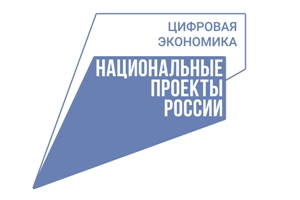 ЦИФРОВАЯ
ЭКОНОМИКА
НАЦИОНАЛЬНЫЕ
ПРОЕКТЫ
РОССИИ